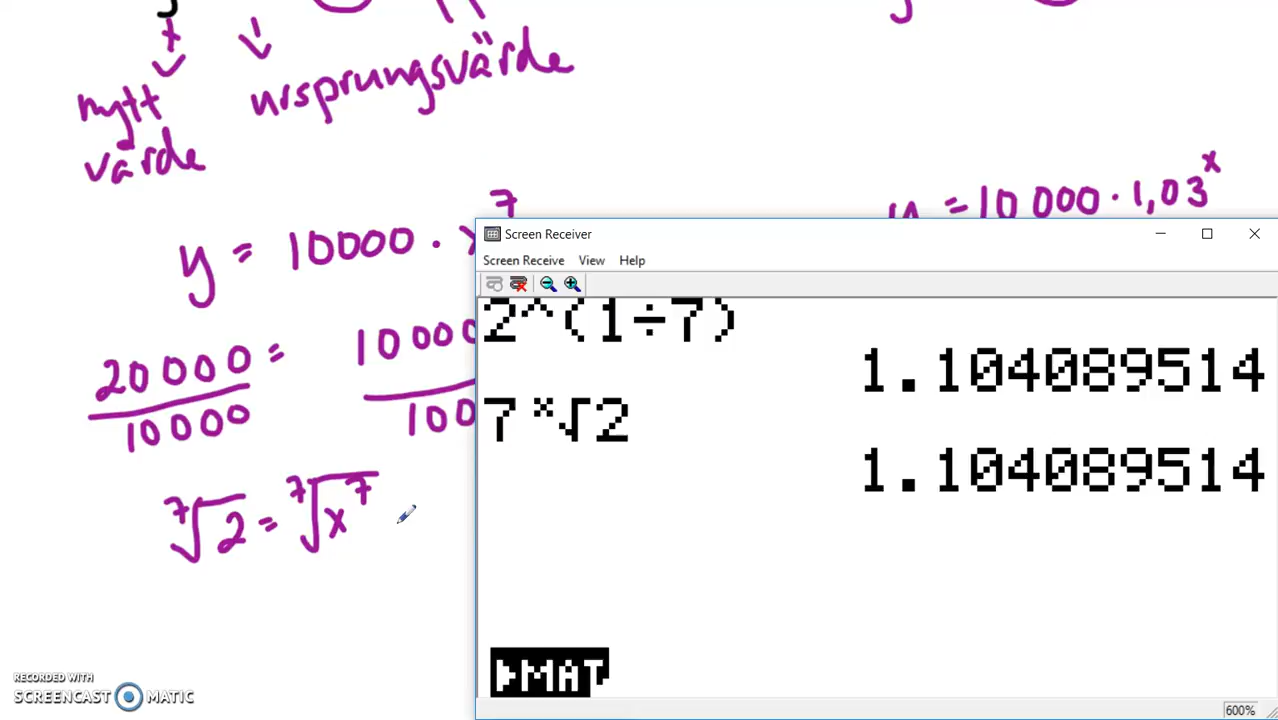 nytt
värde
ursprungsvärde
y = 10000 ·
7
y = 10 000 · 1,03^x
20000 = 10000
10000 100
⁷√2 = ⁷√x⁷
Screen Receiver
Screen Receive View Help
2^(1÷7)
1.104089514
7 ˣ√2
1.104089514
▶MAT
600%
RECORDED WITH
SCREENCAST MATIC